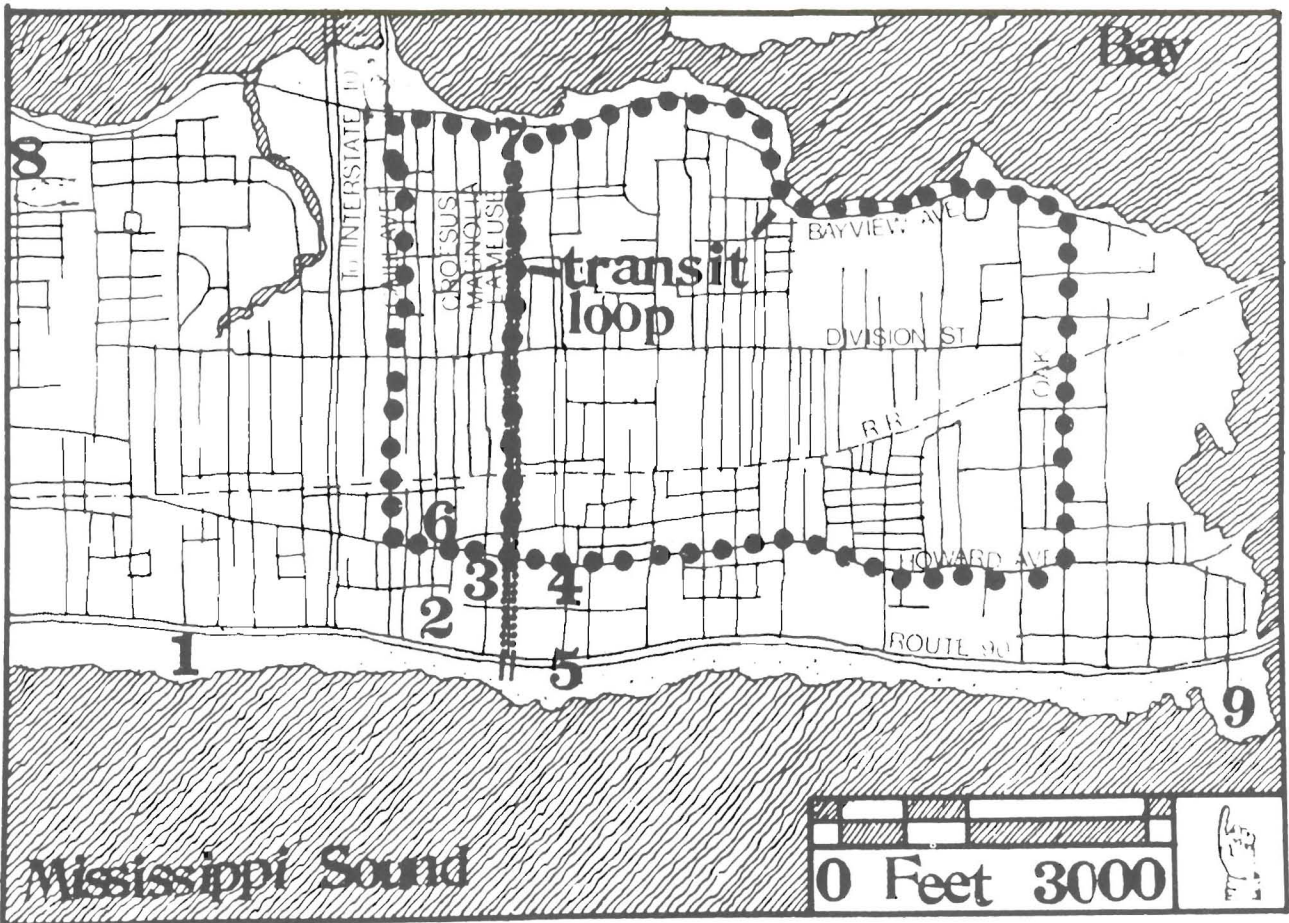 Bay
8
7
TO INTERSTATE 10
CROESUS
MAGNOLIA
LAMEUSE
BAYVIEW AVE
transit
loop
DIVISION ST
OAK
R R
6
3
4
HOWARD AVE
2
ROUTE 90
1
5
9
Mississippi Sound
0 Feet 3000